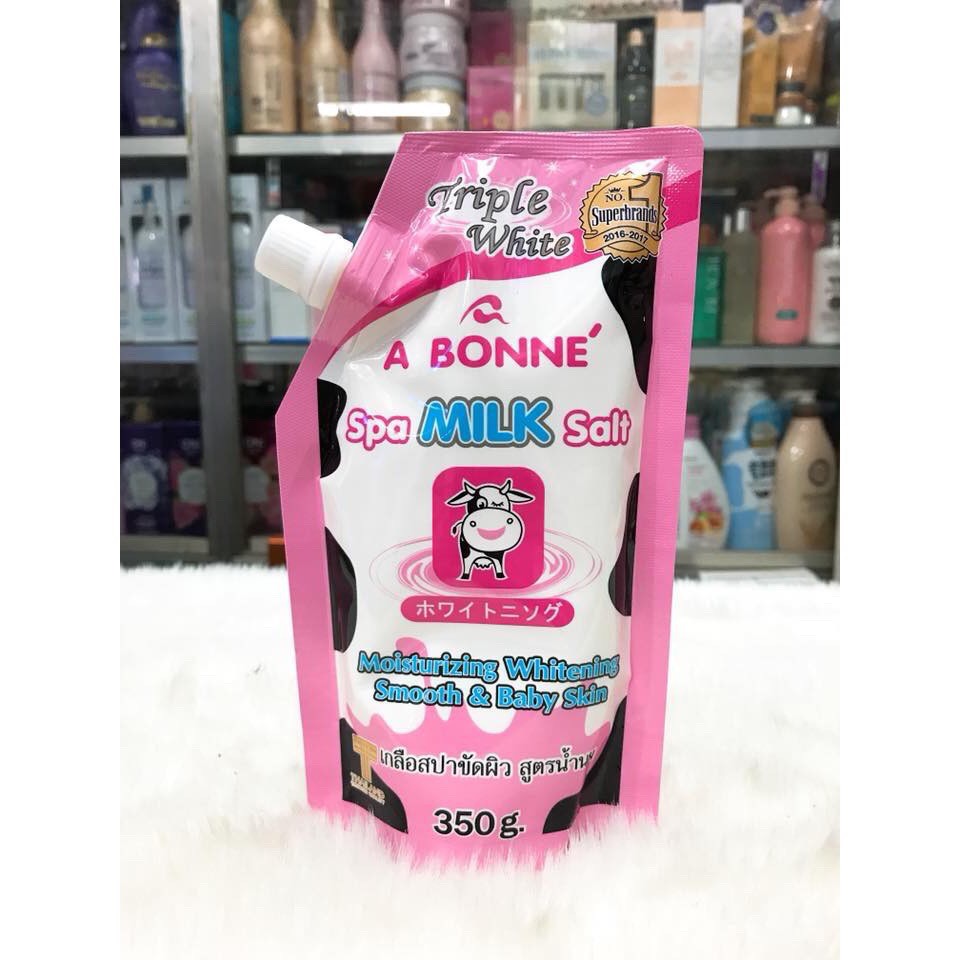 Triple
White
NO. 1
Superbrands
2016-2017
A BONNÉ
Spa MILK Salt
ホワイトニソグ
Moisturizing Whitening
Smooth & Baby Skin
เกลือสปาขัดผิว สูตรน้ำนม
350 g.